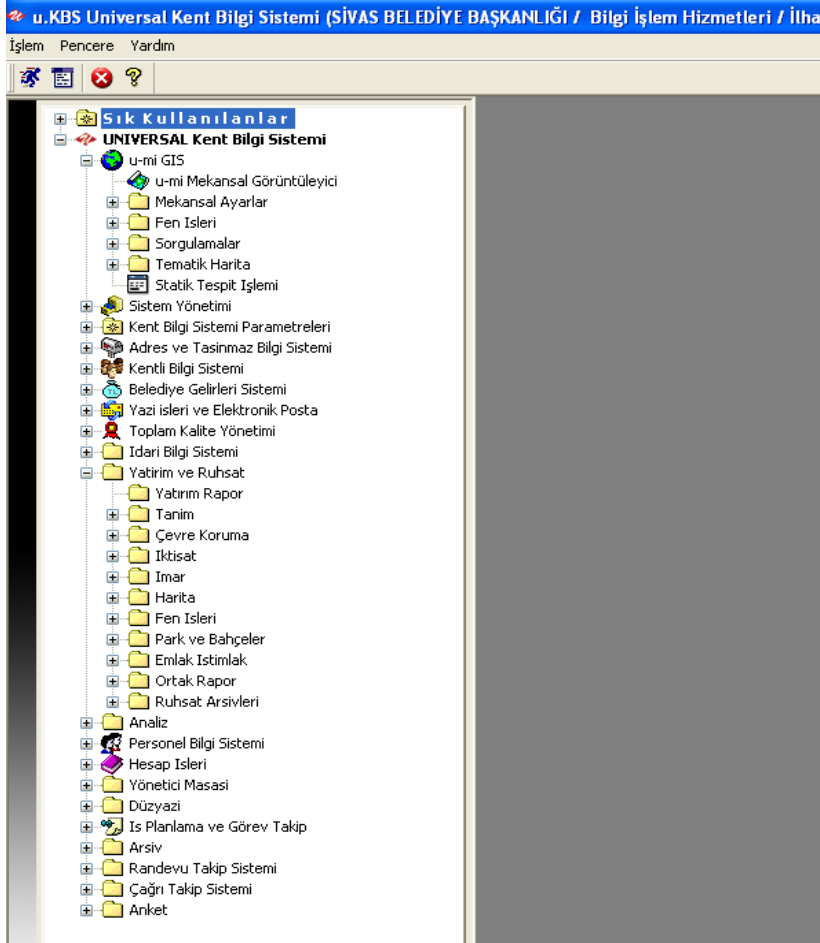 u.KBS Universal Kent Bilgi Sistemi (SİVAS BELEDİYE BAŞKANLIĞI / Bilgi İşlem Hizmetleri / İlha
İşlem Pencere Yardım
Sık Kullanılanlar
UNIVERSAL Kent Bilgi Sistemi
u-mi GIS
u-mi Mekansal Görüntüleyici
Mekansal Ayarlar
Fen Isleri
Sorgulamalar
Tematik Harita
Statik Tespit Işlemi
Sistem Yönetimi
Kent Bilgi Sistemi Parametreleri
Adres ve Tasinmaz Bilgi Sistemi
Kentli Bilgi Sistemi
Belediye Gelirleri Sistemi
Yazi isleri ve Elektronik Posta
Toplam Kalite Yönetimi
Idari Bilgi Sistemi
Yatirim ve Ruhsat
Yatırım Rapor
Tanim
Çevre Koruma
Iktisat
Imar
Harita
Fen Isleri
Park ve Bahçeler
Emlak Istimlak
Ortak Rapor
Ruhsat Arsivleri
Analiz
Personel Bilgi Sistemi
Hesap Isleri
Yönetici Masasi
Düzyazi
Is Planlama ve Görev Takip
Arsiv
Randevu Takip Sistemi
Çağrı Takip Sistemi
Anket